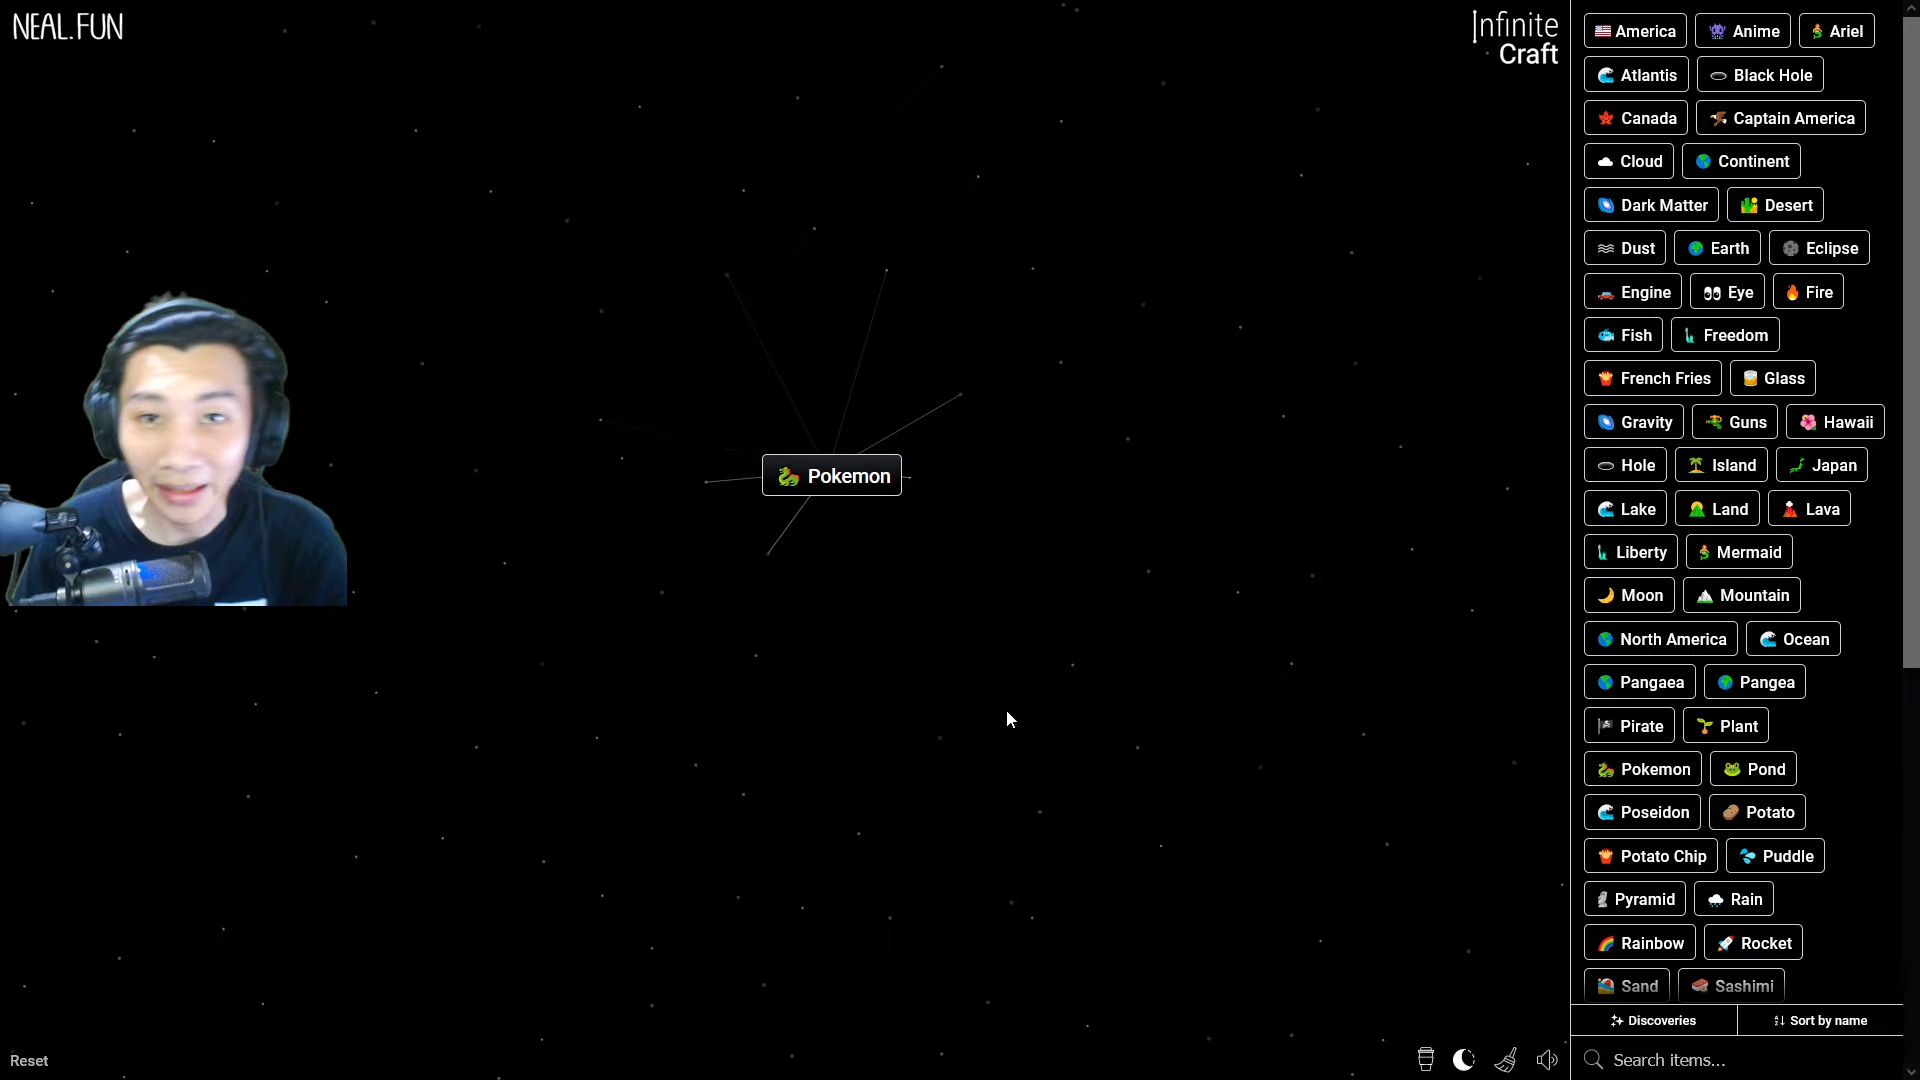 NEAL.FUN
Infinite
Craft
America Anime Ariel
Atlantis Black Hole
Canada Captain America
Cloud Continent
Dark Matter Desert
Dust Earth Eclipse
Engine Eye Fire
Fish Freedom
French Fries Glass
Gravity Guns Hawaii
Hole Island Japan
Lake Land Lava
Liberty Mermaid
Moon Mountain
North America Ocean
Pangaea Pangea
Pirate Plant
Pokemon Pond
Poseidon Potato
Potato Chip Puddle
Pyramid Rain
Rainbow Rocket
Sand Sashimi
Discoveries Sort by name
Search items...
Pokemon
Reset